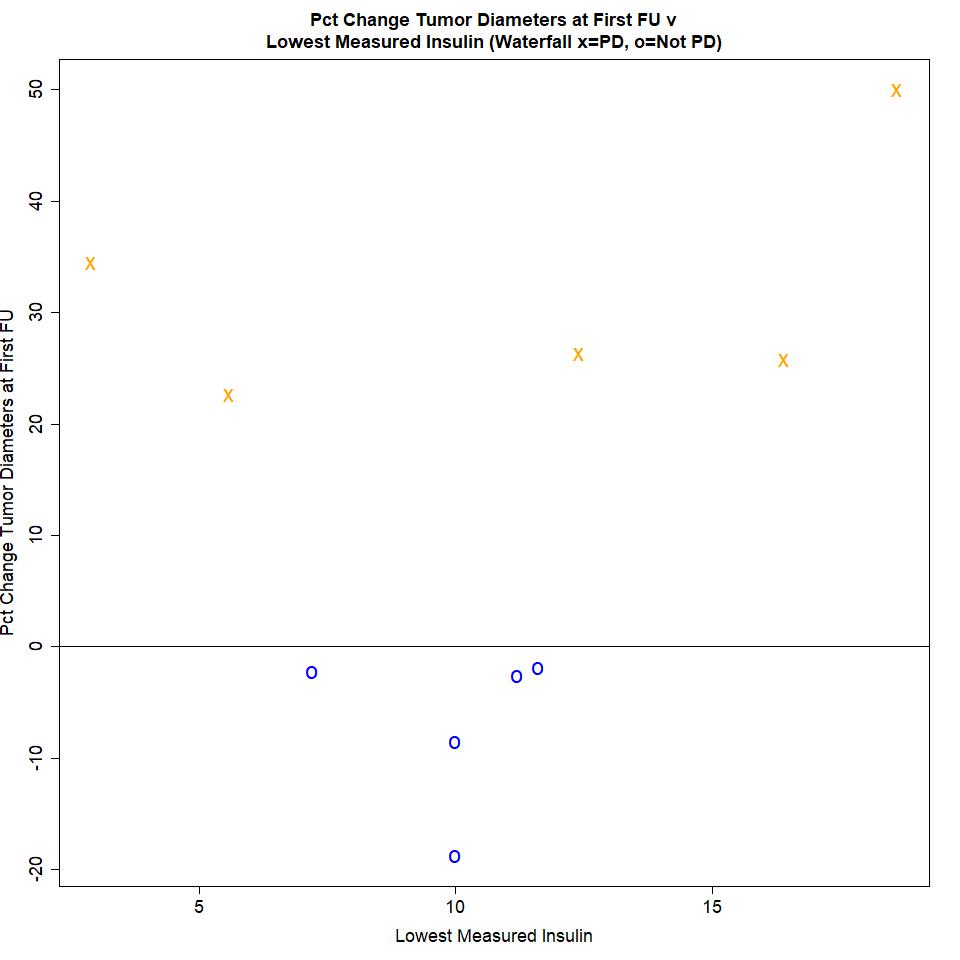 Pct Change Tumor Diameters at First FU v
Lowest Measured Insulin (Waterfall x=PD, o=Not PD)
Pct Change Tumor Diameters at First FU
50
40
30
20
10
0
-10
-20
x
x
x
x
x
o
o
o
o
o
5
10
15
Lowest Measured Insulin